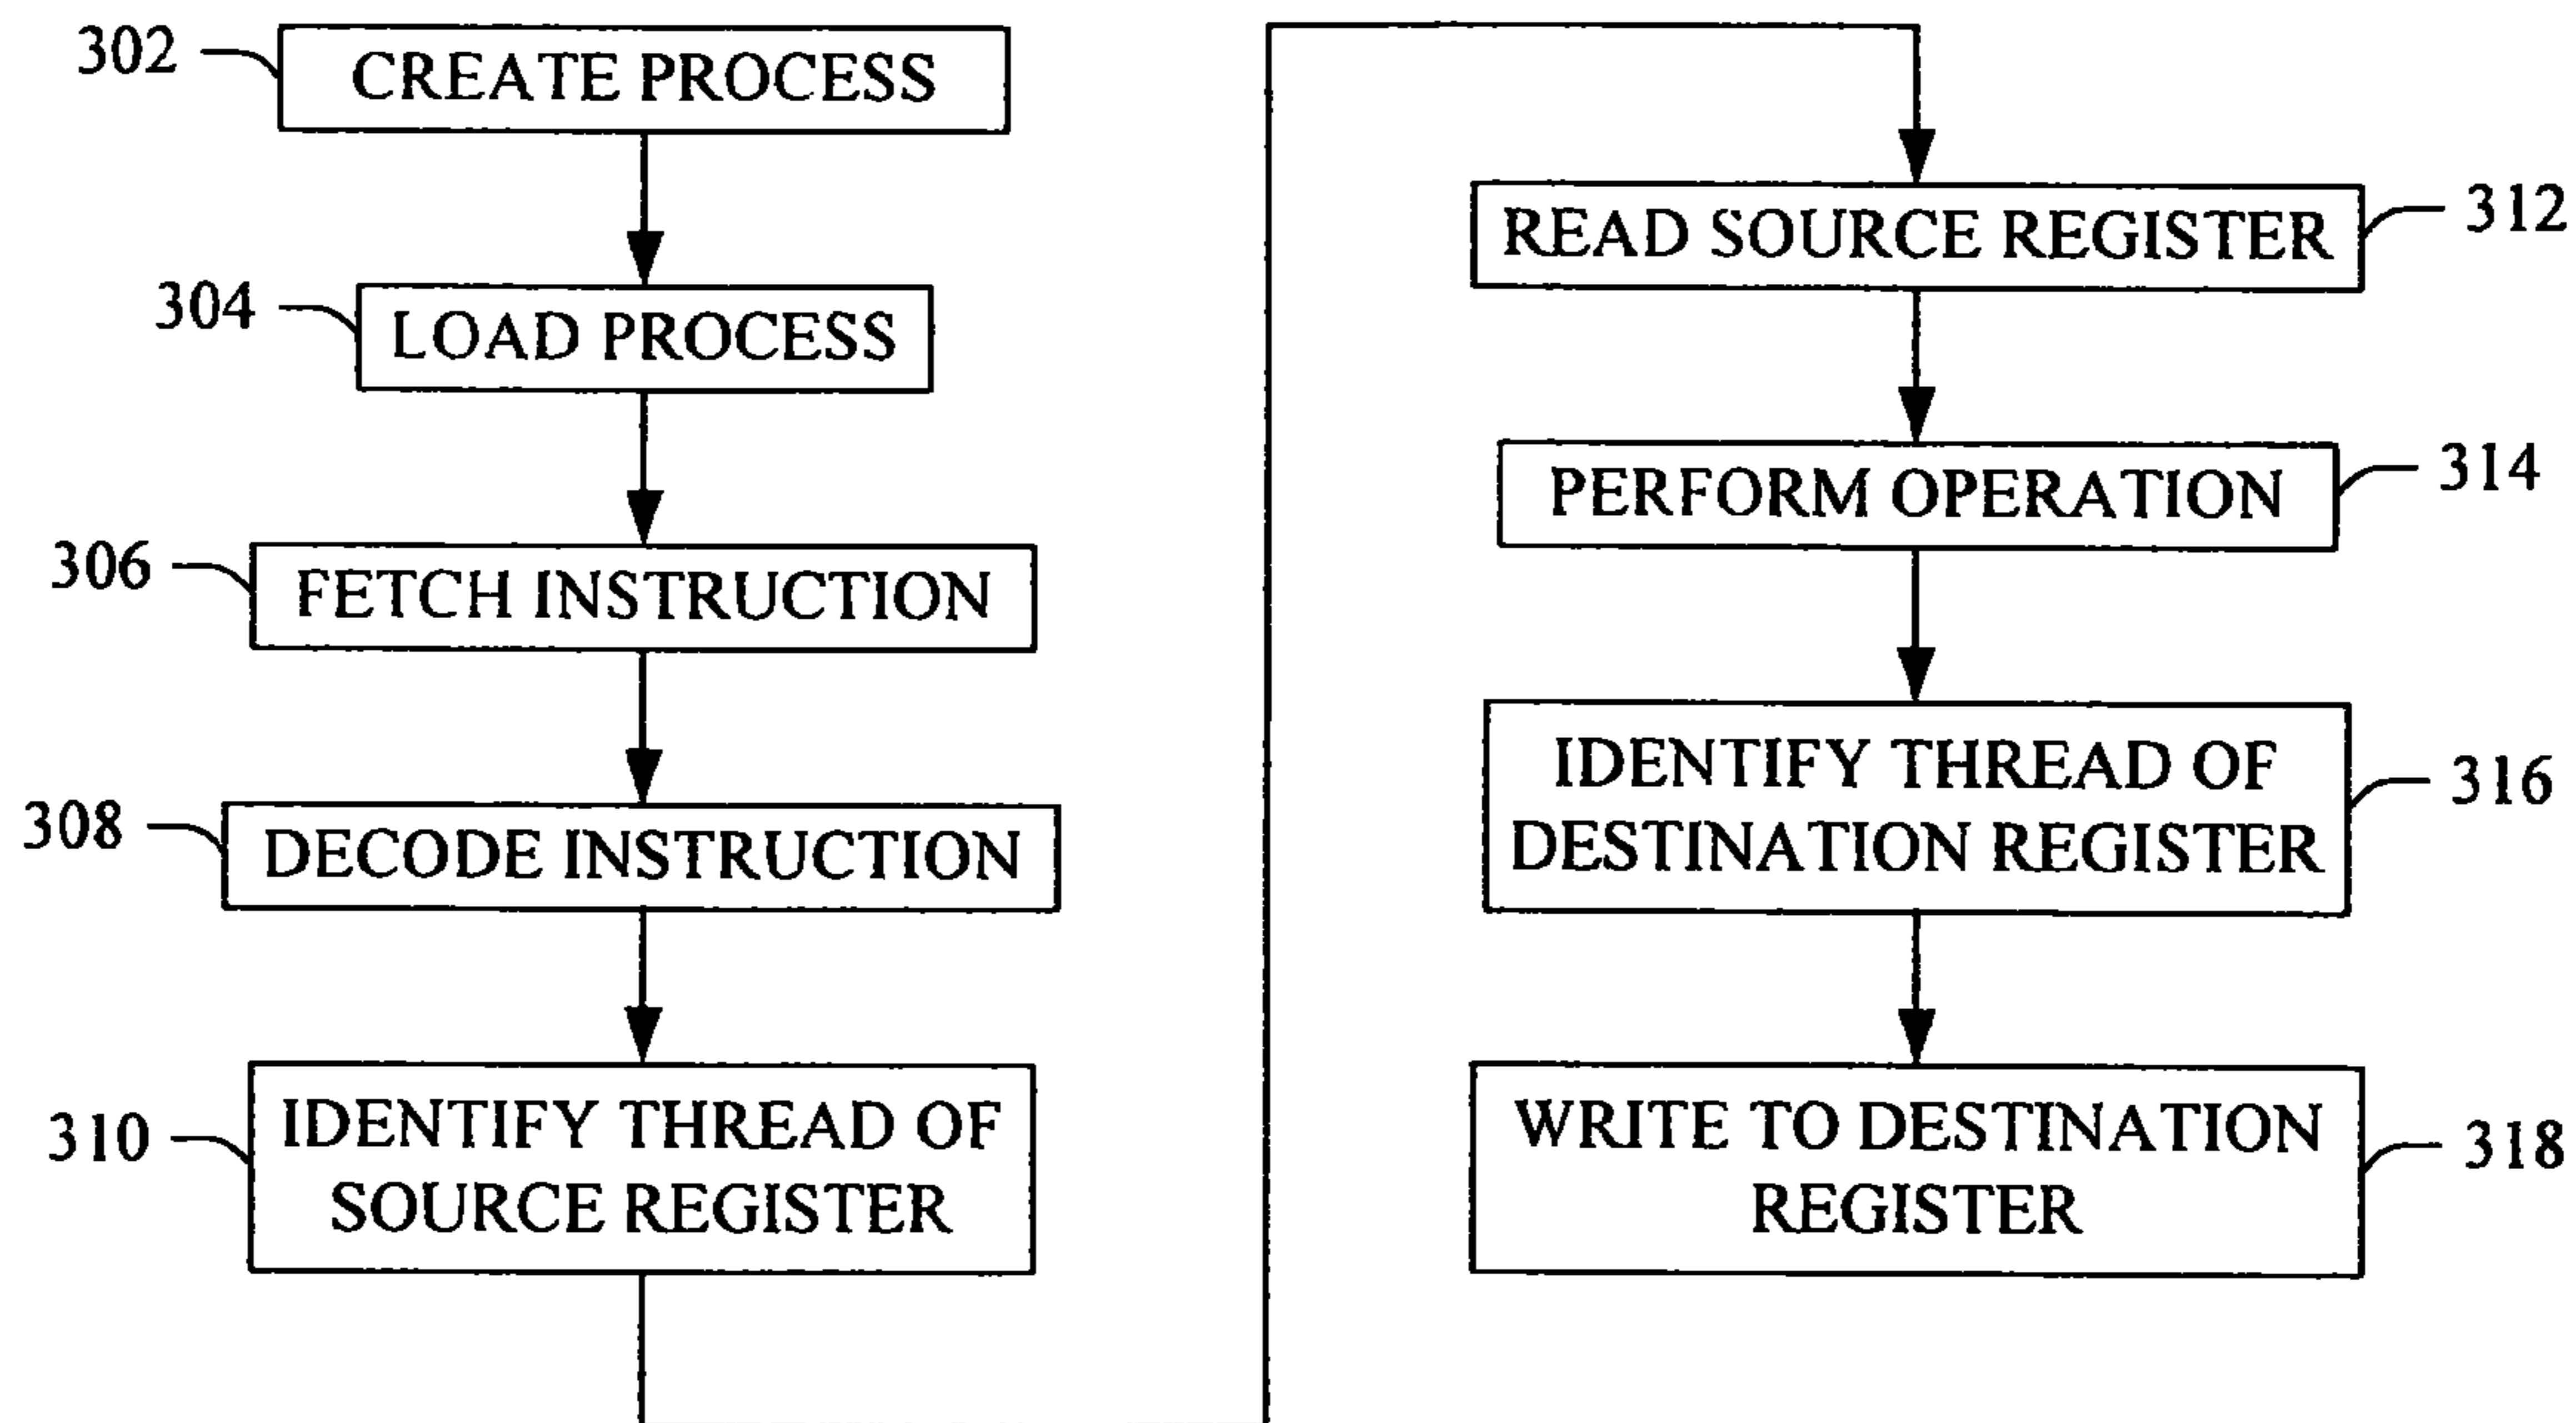 302
CREATE PROCESS
304
LOAD PROCESS
306
FETCH INSTRUCTION
308
DECODE INSTRUCTION
310
IDENTIFY THREAD OF
SOURCE REGISTER
READ SOURCE REGISTER
312
PERFORM OPERATION
314
IDENTIFY THREAD OF
DESTINATION REGISTER
316
WRITE TO DESTINATION
REGISTER
318